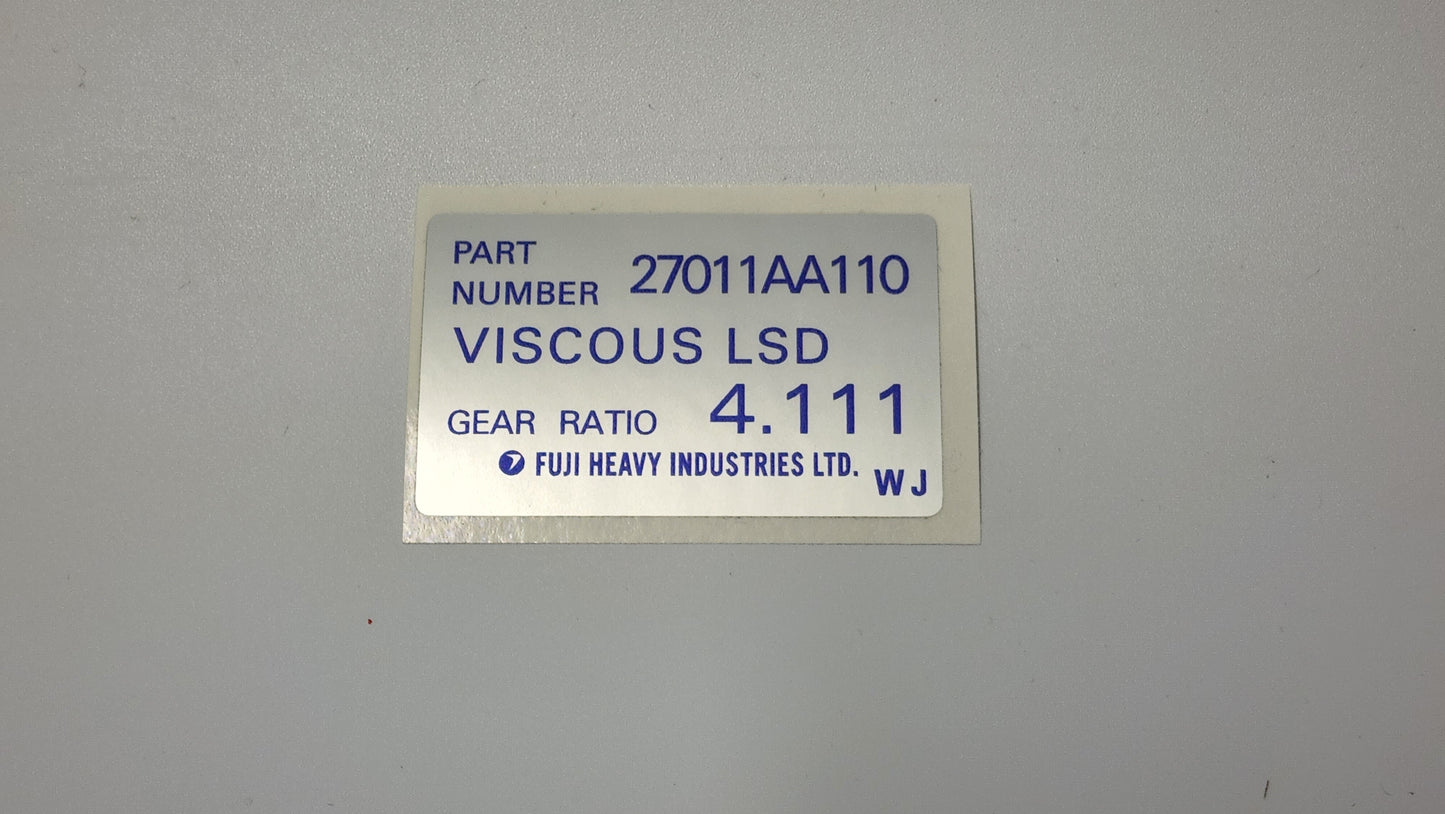 PART
NUMBER 27011AA110
VISCOUS LSD
GEAR RATIO 4.111
FUJI HEAVY INDUSTRIES LTD.
WJ